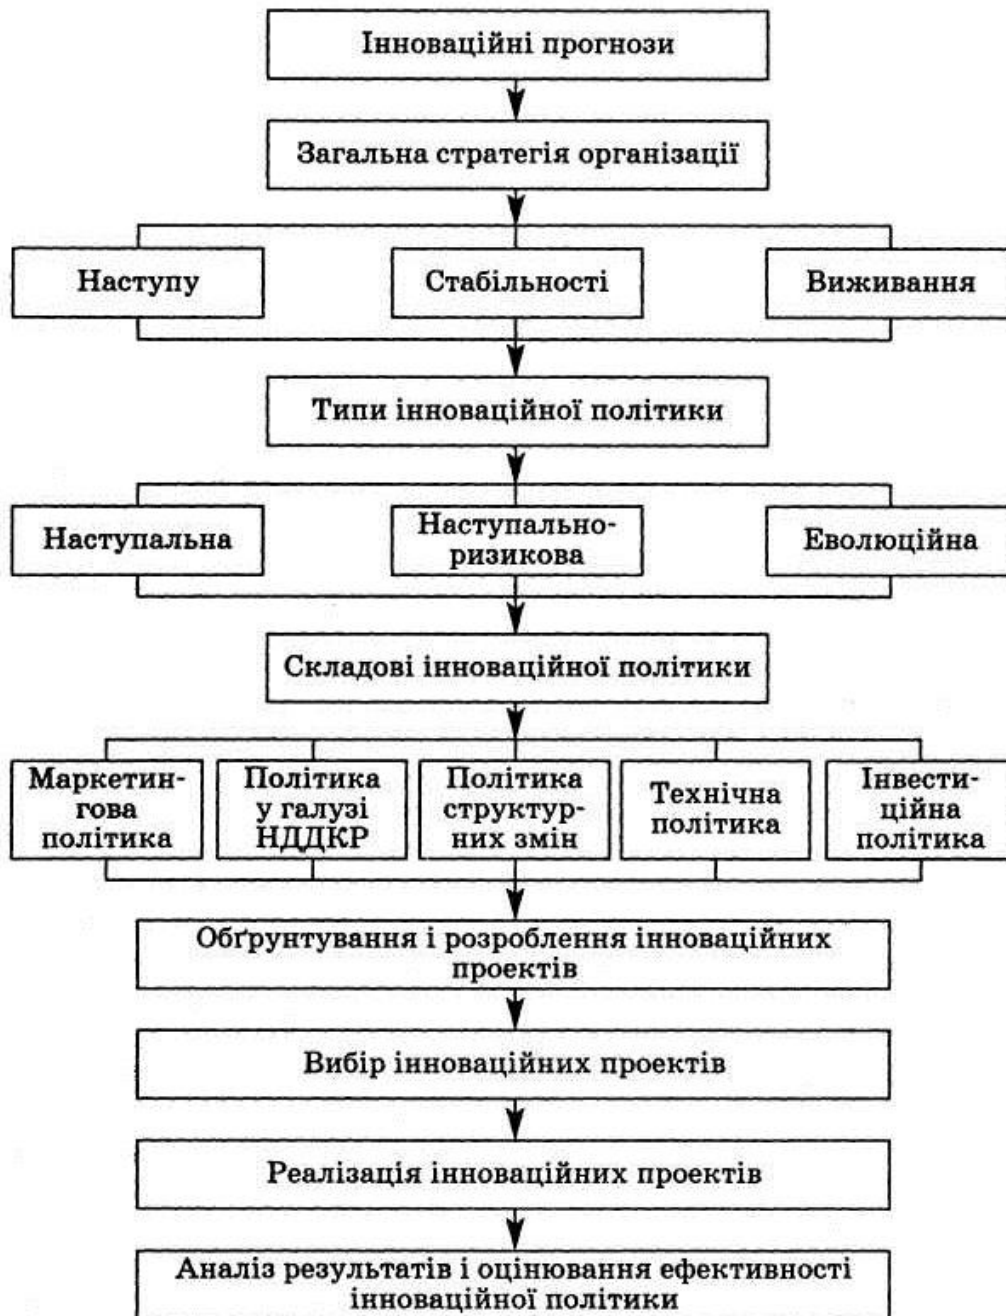 Інноваційні прогнози
Загальна стратегія організації
Наступу
Стабільності
Виживання
Типи інноваційної політики
Наступальна
Наступально-
ризикова
Еволюційна
Складові інноваційної політики
Маркетин-
гова
політика
Політика
у галузі
НДДКР
Політика
структур-
них змін
Технічна
політика
Інвести-
ційна
політика
Обґрунтування і розроблення інноваційних
проектів
Вибір інноваційних проектів
Реалізація інноваційних проектів
Аналіз результатів і оцінювання ефективності
інноваційної політики